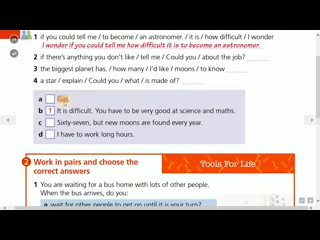 1 if you could tell me / to become / an astronomer. / it is / how difficult / I wonder
I wonder if you could tell me how difficult it is to become an astronomer.
2 if there's anything you don't like / tell me / Could you / about the job?
3 the biggest planet has. / how many / I'd like / moons / to know
4 a star / explain / Could you / what / is made of?
a Gas.
b 1 It is difficult. You have to be very good at science and maths.
c Sixty-seven, but new moons are found every year.
d I have to work long hours.
2 Work in pairs and choose the
correct answers
Tools For Life
1 You are waiting for a bus home with lots of other people.
When the bus arrives, do you:
a wait for other people to get on until it is your turn?